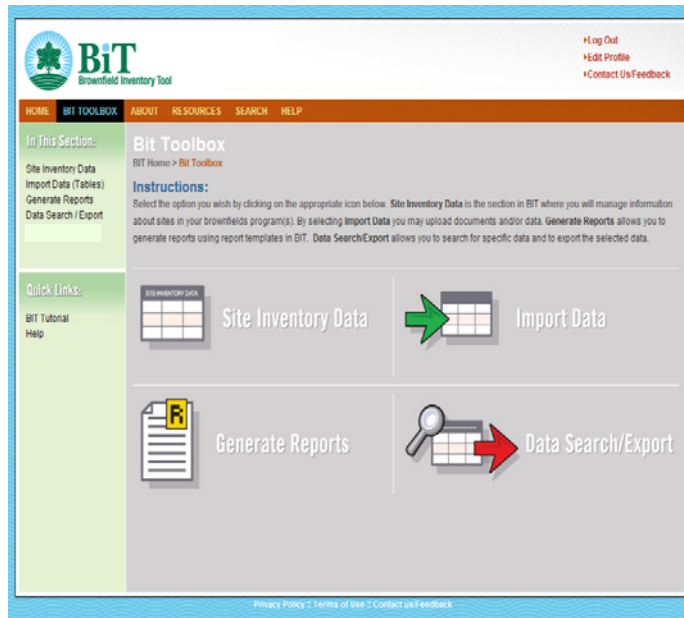 BiT
Brownfield Inventory Tool
Log Out
Edit Profile
Contact Us/Feedback
HOME BIT TOOLBOX ABOUT RESOURCES SEARCH HELP
In This Section:
Site Inventory Data
Import Data (Tables)
Generate Reports
Data Search / Export
Quick Links:
BIT Tutorial
Help
Bit Toolbox
BIT Home > Bit Toolbox
Instructions:
Select the option you wish by clicking on the appropriate icon below. Site Inventory Data is the section in BIT where you will manage information
about sites in your brownfields program(s). By selecting Import Data you may upload documents and/or data. Generate Reports allows you to
generate reports using report templates in BIT. Data Search/Export allows you to search for specific data and to export the selected data.
SITE INVENTORY DATA
Site Inventory Data
Import Data
R
Generate Reports
Data Search/Export
Privacy Policy :: Terms of Use :: Contact us/Feedback